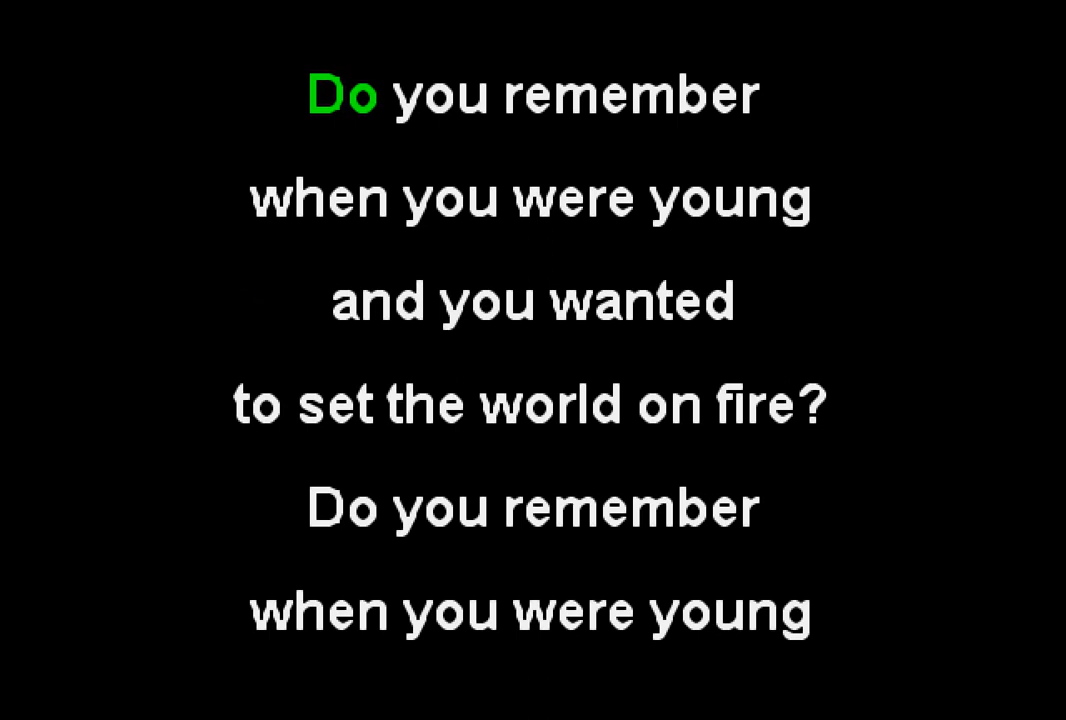 Do you remember
when you were young
and you wanted
to set the world on fire?
Do you remember
when you were young